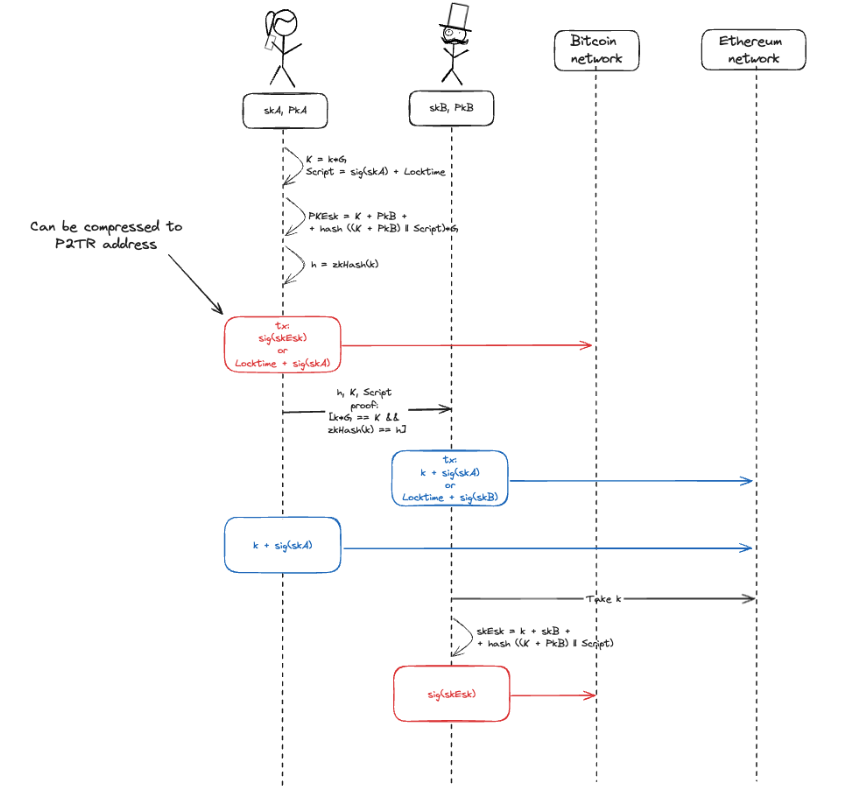 Bitcoin
network
Ethereum
network
skA, PkA
skB, PkB
K = k*G
Script = sig(skA) + Locktime
PKEsk = K + PkB +
+ hash ((K + PkB) || Script)*G
Can be compressed to
P2TR address
h = zkHash(k)
tx:
sig(skEsk)
or
Locktime + sig(skA)
h, K, Script
proof:
[k*G == K &&
zkHash(k) == h]
tx:
k + sig(skA)
or
Locktime + sig(skB)
k + sig(skA)
Take k
skEsk = k + skB +
+ hash ((K + PkB) || Script)
sig(skEsk)